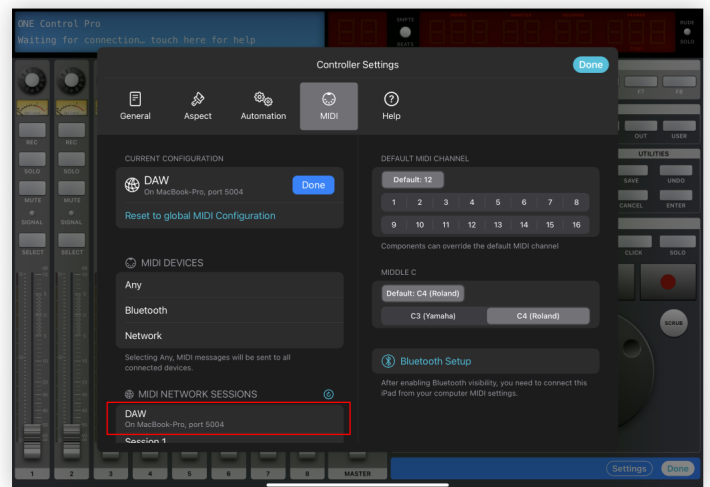 ONE Control Pro
Waiting for connection… touch here for help
EMPTY
BEATS
RUDE
SOLO
Controller Settings
Done
General
Aspect
Automation
MIDI
Help
F7
F8
REC
REC
OUT
USER
CURRENT CONFIGURATION
DAW
On MacBook-Pro, port 5004
Done
Reset to global MIDI Configuration
DEFAULT MIDI CHANNEL
Default: 12
1 2 3 4 5 6 7 8
9 10 11 12 13 14 15 16
Components can override the default MIDI channel
UTILITIES
SAVE
UNDO
CANCEL
ENTER
SOLO
SOLO
MUTE
MUTE
SIGNAL
SIGNAL
SELECT
SELECT
CLICK
SOLO
MIDI DEVICES
Any
Bluetooth
Network
Selecting Any, MIDI messages will be sent to all
connected devices.
MIDDLE C
Default: C4 (Roland)
C3 (Yamaha)
C4 (Roland)
SCRUB
Bluetooth Setup
After enabling Bluetooth visibility, you need to connect this
iPad from your computer MIDI settings.
MIDI NETWORK SESSIONS
DAW
On MacBook-Pro, port 5004
Session 1
1 2 3 4 5 6 7 8 MASTER
Settings
Done